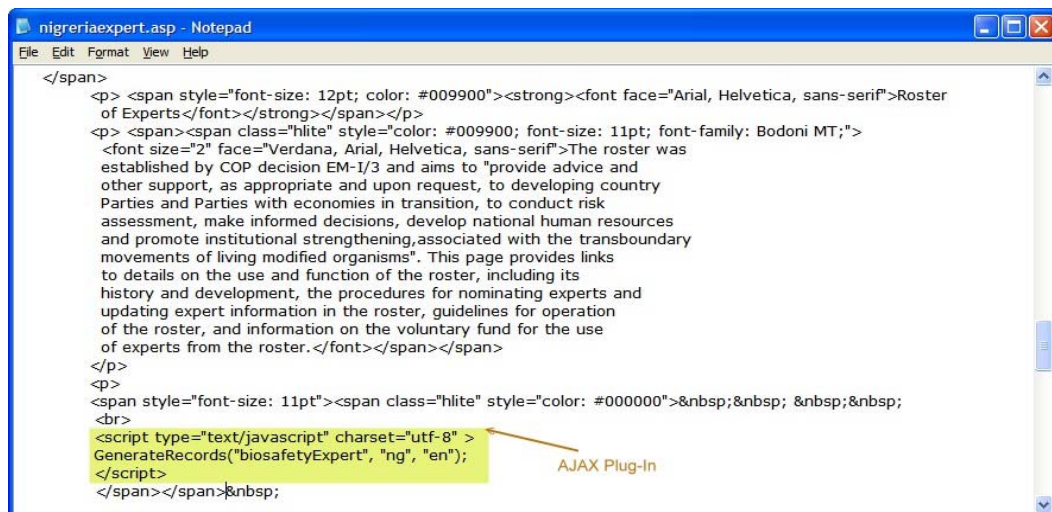 nigreriaexpert.asp - Notepad
File Edit Format View Help
</span>
<p> <span style="font-size: 12pt; color: #009900"><strong><font face="Arial, Helvetica, sans-serif">Roster
of Experts</font></strong></span></p>
<p> <span><span class="hlite" style="color: #009900; font-size: 11pt; font-family: Bodoni MT;">
<font size="2" face="Verdana, Arial, Helvetica, sans-serif">The roster was
established by COP decision EM-I/3 and aims to "provide advice and
other support, as appropriate and upon request, to developing country
Parties and Parties with economies in transition, to conduct risk
assessment, make informed decisions, develop national human resources
and promote institutional strengthening,associated with the transboundary
movements of living modified organisms". This page provides links
to details on the use and function of the roster, including its
history and development, the procedures for nominating experts and
updating expert information in the roster, guidelines for operation
of the roster, and information on the voluntary fund for the use
of experts from the roster.</font></span></span>
</p>
<p>
<span style="font-size: 11pt"><span class="hlite" style="color: #000000">&nbsp;&nbsp; &nbsp;&nbsp;
<br>
<script type="text/javascript" charset="utf-8" >
GenerateRecords("biosafetyExpert", "ng", "en");
</script>
AJAX Plug-In
</span></span>&nbsp;